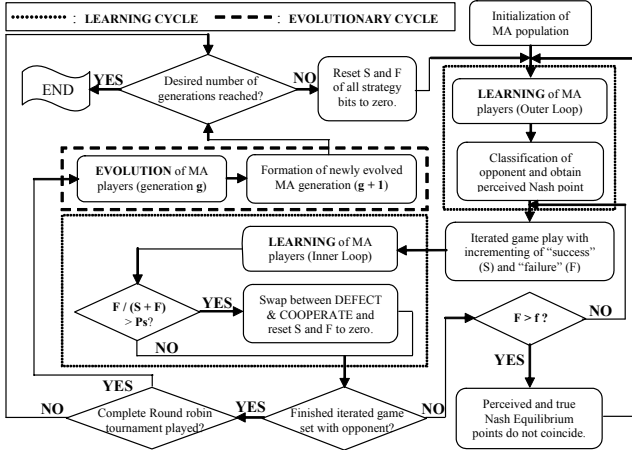 : LEARNING CYCLE
: EVOLUTIONARY CYCLE
Initialization of
MA population
END
YES
Desired number of
generations reached?
NO
Reset S and F
of all strategy
bits to zero.
LEARNING of MA
players (Outer Loop)
Classification of
opponent and obtain
perceived Nash point
EVOLUTION of MA
players (generation g)
Formation of newly evolved
MA generation (g + 1)
LEARNING of MA
players (Inner Loop)
Iterated game play with
incrementing of “success”
(S) and “failure” (F)
F / (S + F)
> Ps?
YES
Swap between DEFECT
& COOPERATE and
reset S and F to zero.
NO
F > f ?
NO
YES
YES
NO
Complete Round robin
tournament played?
YES
Finished iterated game
set with opponent?
NO
Perceived and true
Nash Equilibrium
points do not coincide.